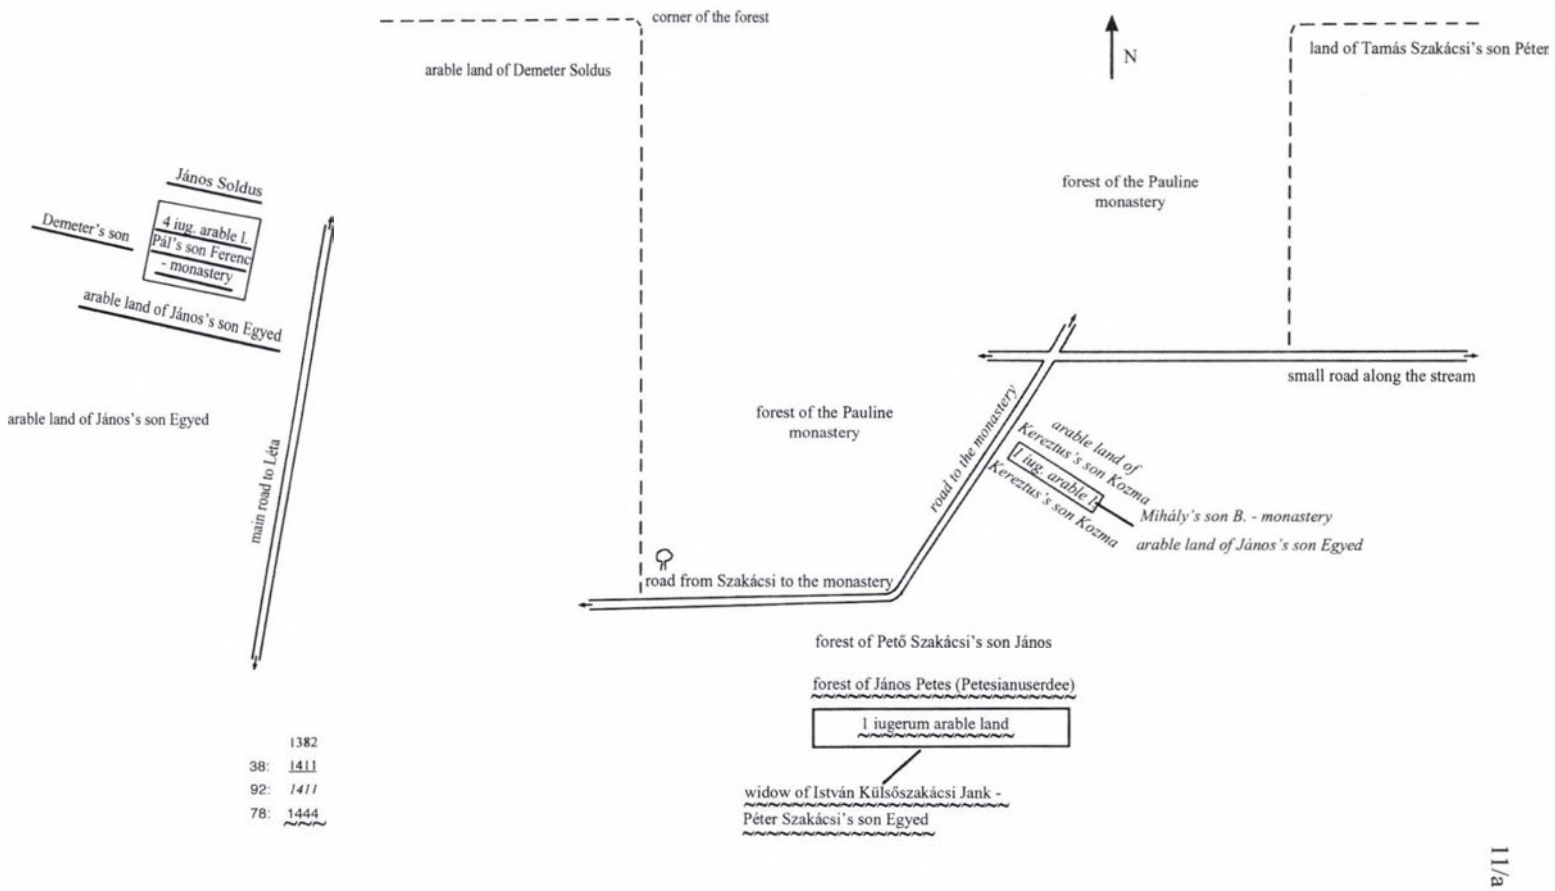 corner of the forest
arable land of Demeter Soldus
N
land of Tamás Szakácsi's son Péter
János Soldus
Demeter's son
4 iug. arable l.
Pál's son Ferenc
- monastery
arable land of János's son Egyed
forest of the Pauline
monastery
small road along the stream
arable land of János's son Egyed
main road to Léta
forest of the Pauline
monastery
road to the monastery
arable land of
Kereztus's son Kozma
1 iug. arable l.
Kereztus's son Kozma
Mihály's son B. - monastery
arable land of János's son Egyed
road from Szakácsi to the monastery
forest of Pető Szakácsi's son János
forest of János Petes (Petesianuserdee)
1 iugerum arable land
widow of István Külsőszakácsi Jank -
Péter Szakácsi's son Egyed
1382
38: 1411
92: 1411
78: 1444
11/a